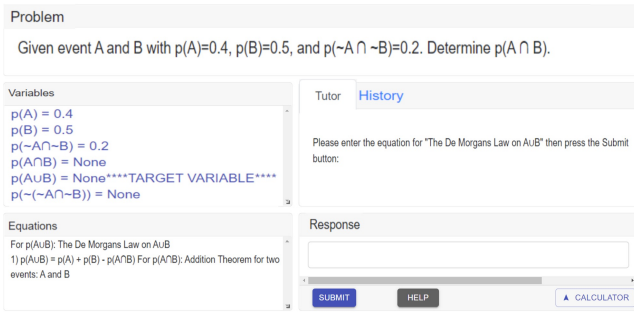 Problem
Given event A and B with p(A)=0.4, p(B)=0.5, and p(~A ∩ ~B)=0.2. Determine p(A ∩ B).
Variables
p(A) = 0.4
p(B) = 0.5
p(~A∩~B) = 0.2
p(A∩B) = None
p(A∪B) = None****TARGET VARIABLE****
p(~(~A∩~B)) = None
Tutor History
Please enter the equation for "The De Morgans Law on A∪B" then press the Submit
button:
Equations
For p(A∪B): The De Morgans Law on A∪B
1) p(A∪B) = p(A) + p(B) - p(A∩B) For p(A∩B): Addition Theorem for two
events: A and B
Response
SUBMIT HELP CALCULATOR